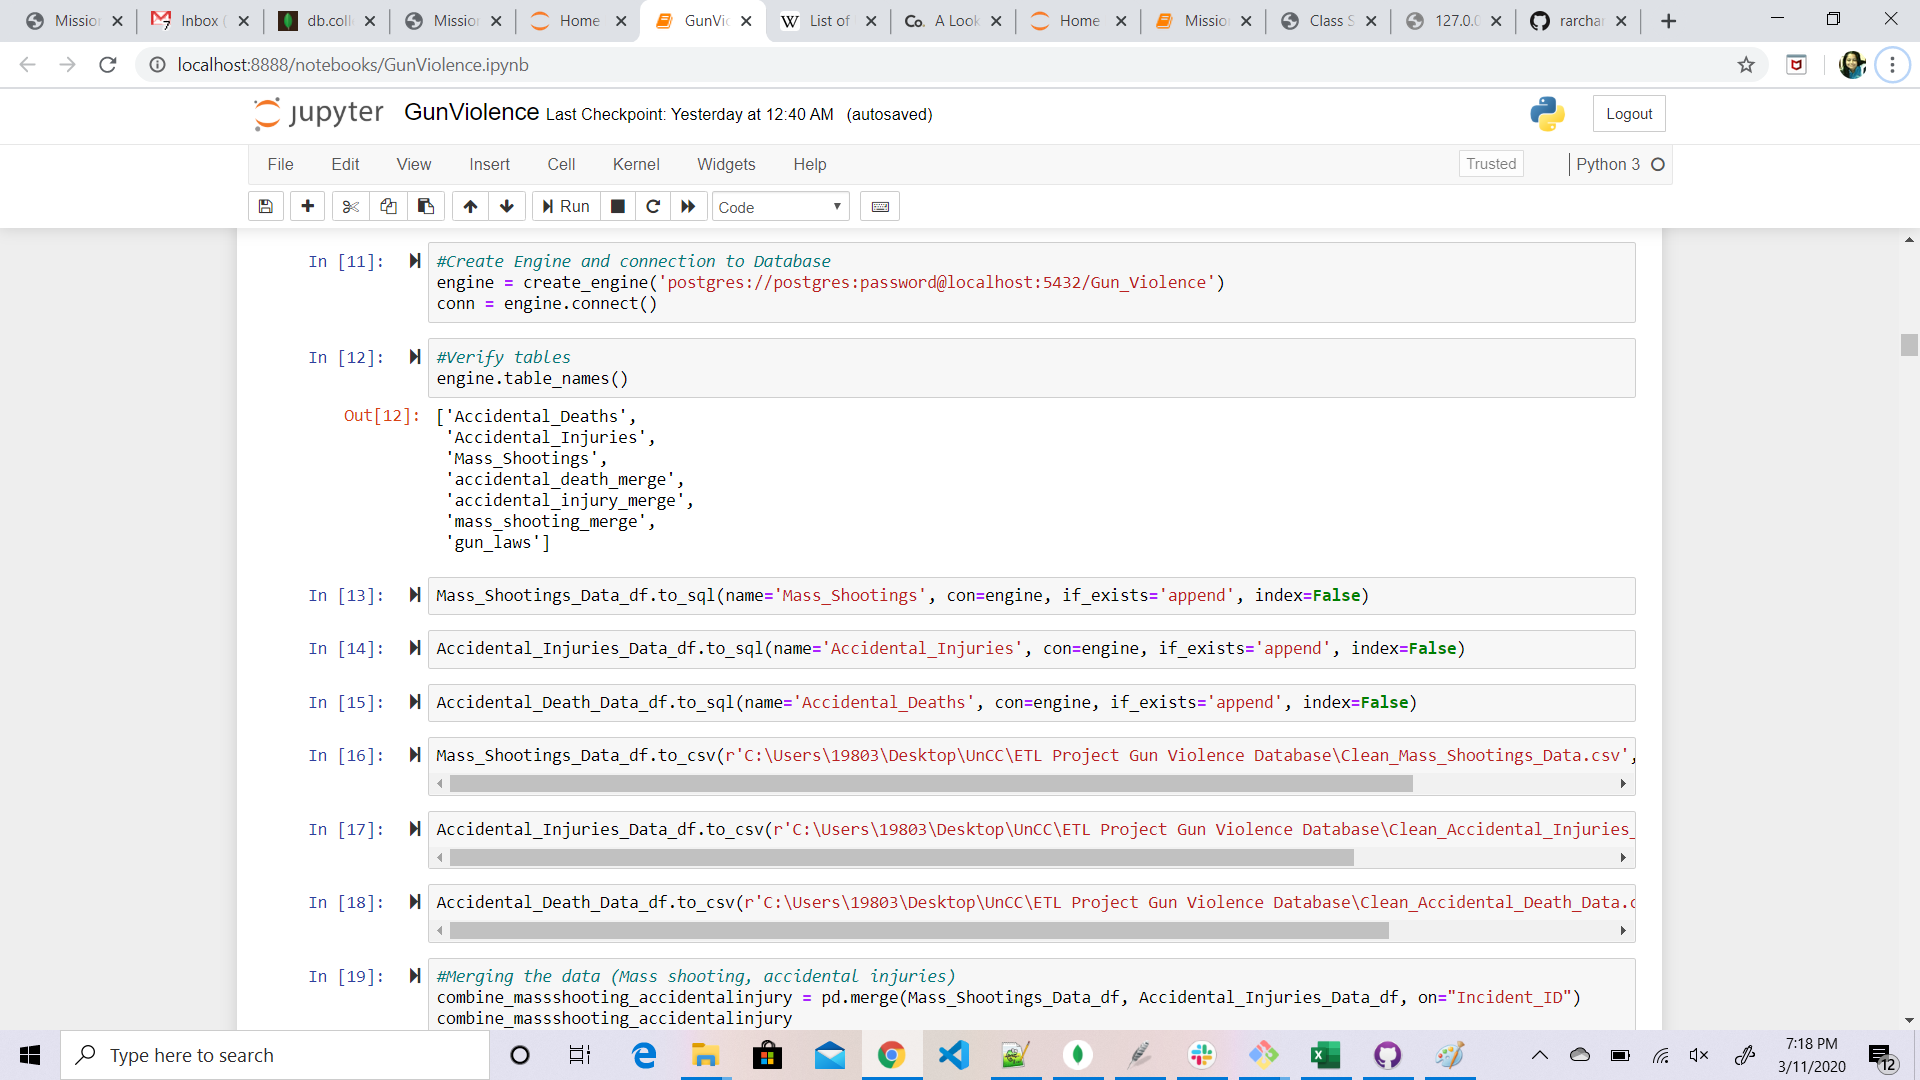 Mission
Inbox (
db.coll
Mission
Home
GunVio
List of
Co. A Look
Home
Mission
Class S
127.0.0
rarchar
localhost:8888/notebooks/GunViolence.ipynb
jupyter GunViolence Last Checkpoint: Yesterday at 12:40 AM (autosaved)
Logout
File Edit View Insert Cell Kernel Widgets Help
Trusted
Python 3
Run
Code
In [11]:
#Create Engine and connection to Database
engine = create_engine('postgres://postgres:password@localhost:5432/Gun_Violence')
conn = engine.connect()
In [12]:
#Verify tables
engine.table_names()
Out[12]: ['Accidental_Deaths',
'Accidental_Injuries',
'Mass_Shootings',
'accidental_death_merge',
'accidental_injury_merge',
'mass_shooting_merge',
'gun_laws']
In [13]: Mass_Shootings_Data_df.to_sql(name='Mass_Shootings', con=engine, if_exists='append', index=False)
In [14]: Accidental_Injuries_Data_df.to_sql(name='Accidental_Injuries', con=engine, if_exists='append', index=False)
In [15]: Accidental_Death_Data_df.to_sql(name='Accidental_Deaths', con=engine, if_exists='append', index=False)
In [16]: Mass_Shootings_Data_df.to_csv(r'C:\Users\19803\Desktop\UnCC\ETL Project Gun Violence Database\Clean_Mass_Shootings_Data.csv',
In [17]: Accidental_Injuries_Data_df.to_csv(r'C:\Users\19803\Desktop\UnCC\ETL Project Gun Violence Database\Clean_Accidental_Injuries_
In [18]: Accidental_Death_Data_df.to_csv(r'C:\Users\19803\Desktop\UnCC\ETL Project Gun Violence Database\Clean_Accidental_Death_Data.c
In [19]:
#Merging the data (Mass shooting, accidental injuries)
combine_massshooting_accidentalinjury = pd.merge(Mass_Shootings_Data_df, Accidental_Injuries_Data_df, on="Incident_ID")
combine_massshooting_accidentalinjury
Type here to search
7:18 PM
3/11/2020
12